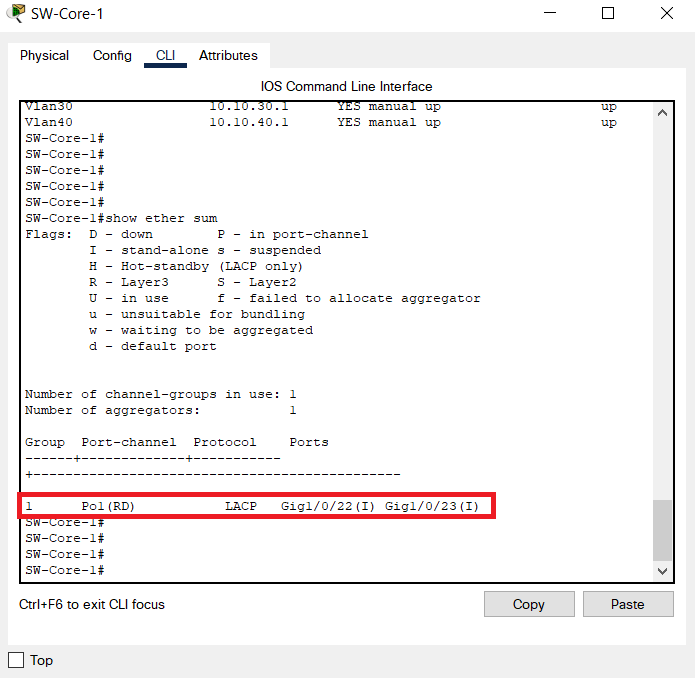 SW-Core-1
Physical Config CLI Attributes
IOS Command Line Interface
Vlan30 10.10.30.1 YES manual up up
Vlan40 10.10.40.1 YES manual up up
SW-Core-1#
SW-Core-1#
SW-Core-1#
SW-Core-1#
SW-Core-1#
SW-Core-1#show ether sum
Flags: D - down P - in port-channel
I - stand-alone s - suspended
H - Hot-standby (LACP only)
R - Layer3 S - Layer2
U - in use f - failed to allocate aggregator
u - unsuitable for bundling
w - waiting to be aggregated
d - default port
Number of channel-groups in use: 1
Number of aggregators: 1
Group Port-channel Protocol Ports
------+-------------+-----------
+----------------------------------------------
1 Po1(RD) LACP Gig1/0/22(I) Gig1/0/23(I)
SW-Core-1#
SW-Core-1#
SW-Core-1#
SW-Core-1#
Ctrl+F6 to exit CLI focus
Copy
Paste
Top